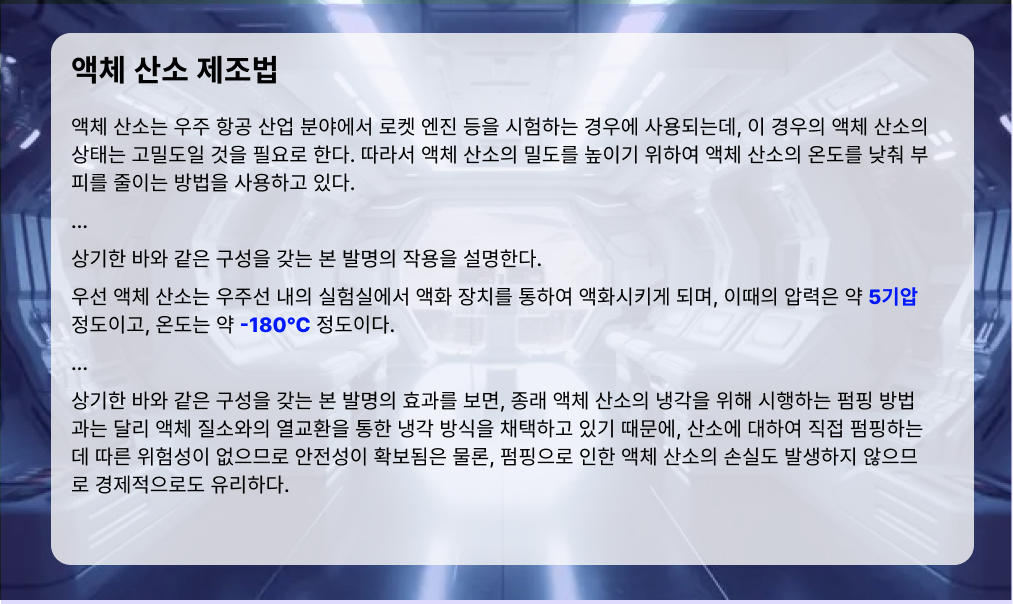 액체 산소 제조법
액체 산소는 우주 항공 산업 분야에서 로켓 엔진 등을 시험하는 경우에 사용되는데, 이 경우의 액체 산소의
상태는 고밀도일 것을 필요로 한다. 따라서 액체 산소의 밀도를 높이기 위하여 액체 산소의 온도를 낮춰 부
피를 줄이는 방법을 사용하고 있다.
...
상기한 바와 같은 구성을 갖는 본 발명의 작용을 설명한다.
우선 액체 산소는 우주선 내의 실험실에서 액화 장치를 통하여 액화시키게 되며, 이때의 압력은 약 5기압
정도이고, 온도는 약 -180°C 정도이다.
...
상기한 바와 같은 구성을 갖는 본 발명의 효과를 보면, 종래 액체 산소의 냉각을 위해 시행하는 펌핑 방법
과는 달리 액체 질소와의 열교환을 통한 냉각 방식을 채택하고 있기 때문에, 산소에 대하여 직접 펌핑하는
데 따른 위험성이 없으므로 안전성이 확보됨은 물론, 펌핑으로 인한 액체 산소의 손실도 발생하지 않으므
로 경제적으로도 유리하다.